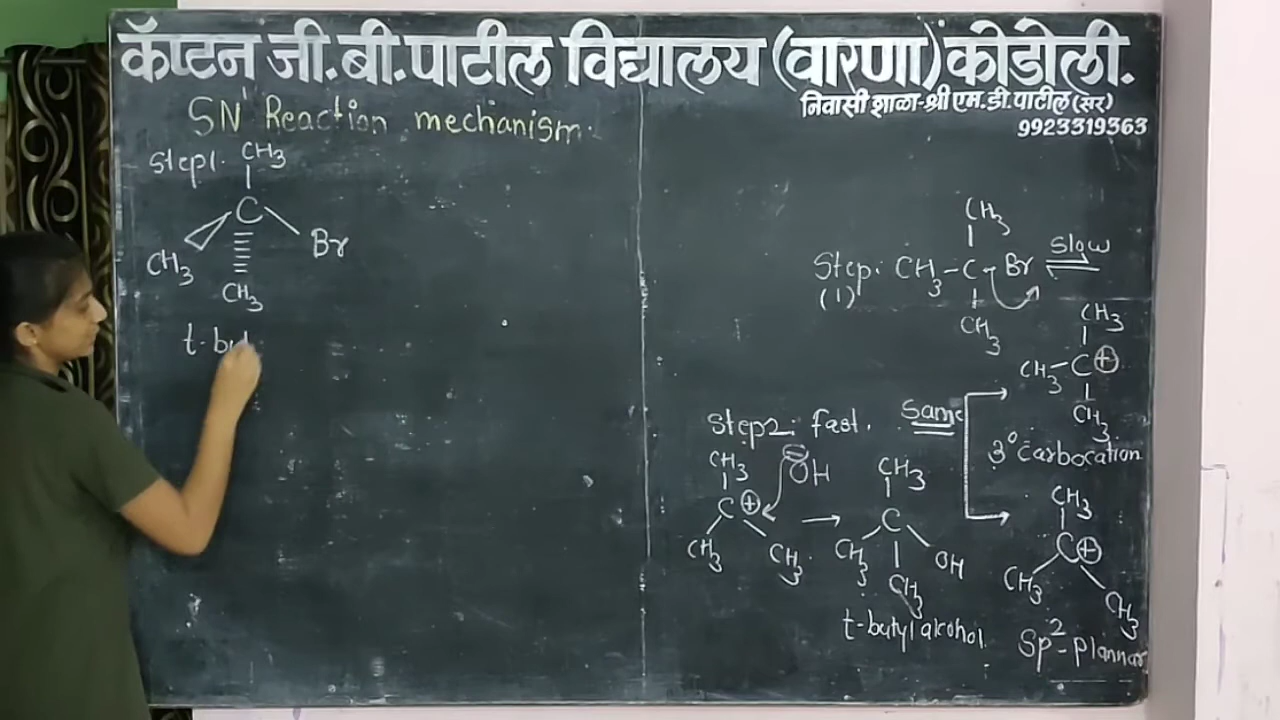 कॅप्टन जी.बी.पाटील विद्यालय (वारणा) कोडोली.
निवासी शाळा-श्री एम.डी.पाटील (सर)
9923319363
SN¹ Reaction mechanism.
Step1.
CH3
C
CH3
Br
CH3
t-but
CH3
Step: CH3-C-Br slow
(1)
CH3
CH3
CH3-C⊕
CH3
3° Carbocation
Step2: fast. Same
CH3 ⊖OH
C⊕
CH3 CH3
CH3
C
CH3 OH
CH3
t-butyl alcohol
CH3
C⊕
CH3 CH3
Sp²-plannar